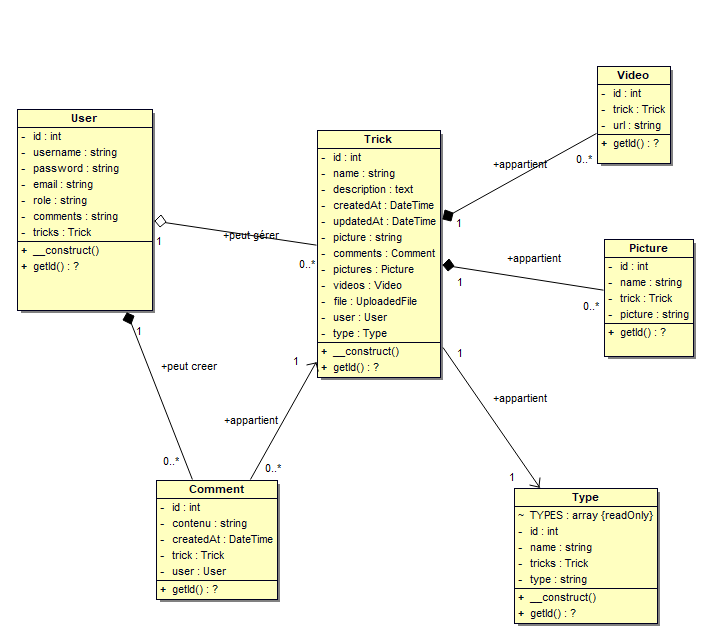 User
- id : int
- username : string
- password : string
- email : string
- role : string
- comments : string
- tricks : Trick
+ __construct()
+ getId() : ?
1
+peut gérer
0..*
1
+peut creer
0..*
Trick
- id : int
- name : string
- description : text
- createdAt : DateTime
- updatedAt : DateTime
- picture : string
- comments : Comment
- pictures : Picture
- videos : Video
- file : UploadedFile
- user : User
- type : Type
+ __construct()
+ getId() : ?
1
+appartient
0..*
Video
- id : int
- trick : Trick
- url : string
+ getId() : ?
1
+appartient
0..*
Picture
- id : int
- name : string
- trick : Trick
- picture : string
+ getId() : ?
1
+appartient
0..*
Comment
- id : int
- contenu : string
- createdAt : DateTime
- trick : Trick
- user : User
+ getId() : ?
1
+appartient
1
Type
~ TYPES : array {readOnly}
- id : int
- name : string
- tricks : Trick
- type : string
+ __construct()
+ getId() : ?